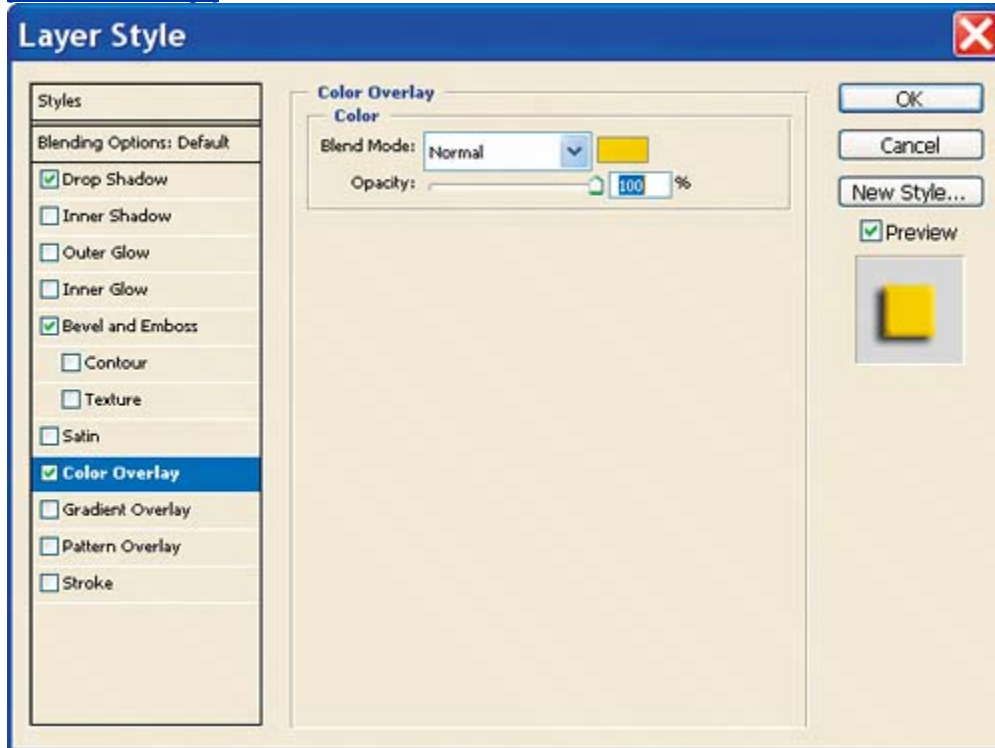 Layer Style
Styles
Blending Options: Default
Drop Shadow
Inner Shadow
Outer Glow
Inner Glow
Bevel and Emboss
Contour
Texture
Satin
Color Overlay
Gradient Overlay
Pattern Overlay
Stroke
Color Overlay
Color
Blend Mode: Normal
Opacity: 100 %
OK
Cancel
New Style...
Preview